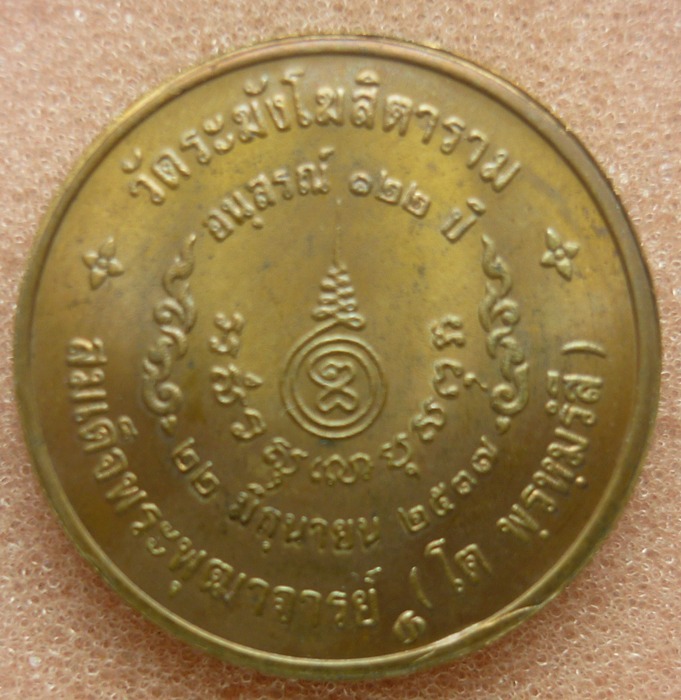 วัดระฆังโฆสิตาราม
อนุสรณ์ ๑๒๒ ปี
๒๒ มิถุนายน ๒๕๓๗
สมเด็จพระพุฒาจารย์ (โต พฺรหฺมรํสี)